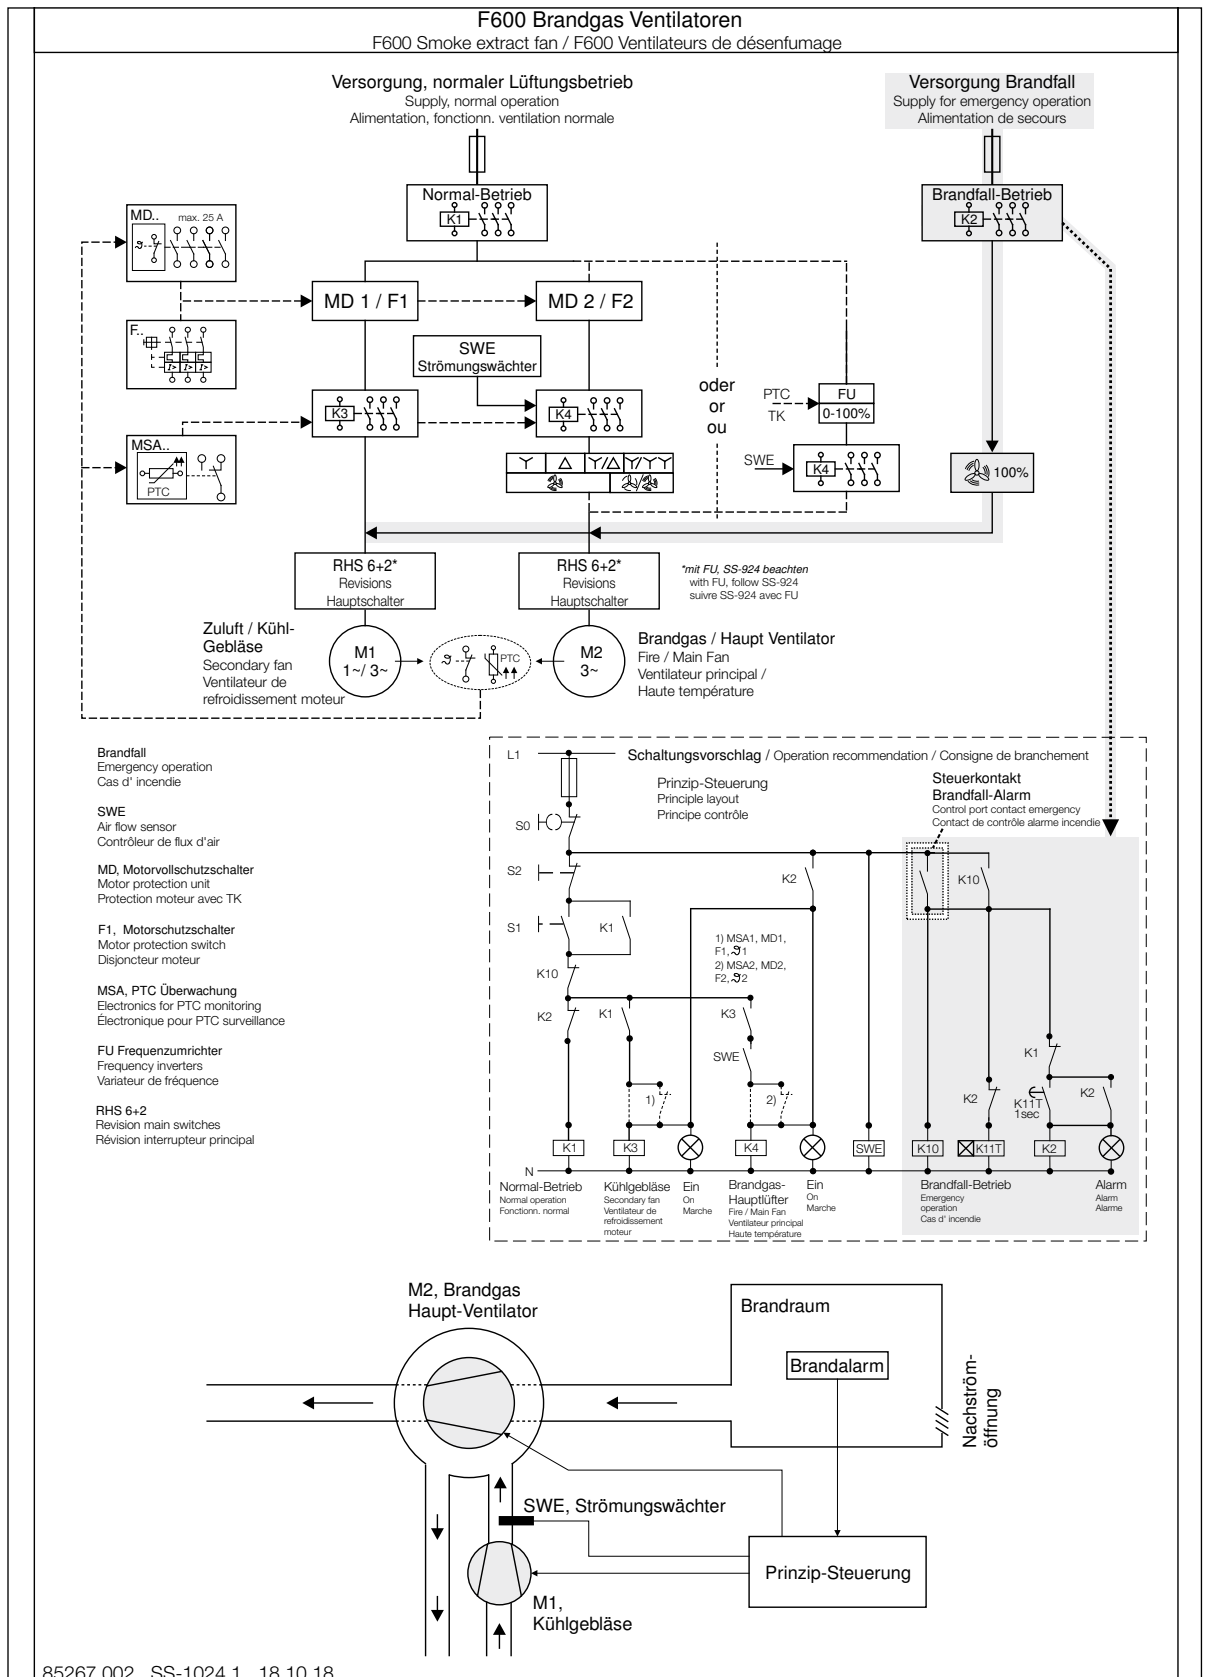 F600 Brandgas Ventilatoren
F600 Smoke extract fan / F600 Ventilateurs de désenfumage
Versorgung, normaler Lüftungsbetrieb
Supply, normal operation
Alimentation, fonctionn. ventilation normale
Versorgung Brandfall
Supply for emergency operation
Alimentation de secours
Normal-Betrieb
K1
Brandfall-Betrieb
K2
MD..
max. 25 A
ϑ
MD 1 / F1
MD 2 / F2
F..
I>
I>
I>
SWE
Strömungswächter
oder
or
ou
PTC
TK
FU
0-100%
K3
K4
MSA..
PTC
SWE
K4
Y
Δ
Y/Δ
Y/YY
100%
RHS 6+2*
Revisions
Hauptschalter
RHS 6+2*
Revisions
Hauptschalter
*mit FU, SS-924 beachten
with FU, follow SS-924
suivre SS-924 avec FU
Zuluft / Kühl-
Gebläse
Secondary fan
Ventilateur de
refroidissement moteur
M1
1~/ 3~
ϑ
PTC
M2
3~
Brandgas / Haupt Ventilator
Fire / Main Fan
Ventilateur principal /
Haute température
Brandfall
Emergency operation
Cas d' incendie
SWE
Air flow sensor
Contrôleur de flux d'air
MD, Motorvollschutzschalter
Motor protection unit
Protection moteur avec TK
F1, Motorschutzschalter
Motor protection switch
Disjoncteur moteur
MSA, PTC Überwachung
Electronics for PTC monitoring
Électronique pour PTC surveillance
FU Frequenzumrichter
Frequency inverters
Variateur de fréquence
RHS 6+2
Revision main switches
Révision interrupteur principal
L1
Schaltungsvorschlag / Operation recommendation / Consigne de branchement
Prinzip-Steuerung
Principle layout
Principe contrôle
Steuerkontakt
Brandfall-Alarm
Control port contact emergency
Contact de contrôle alarme incendie
S0
S2
K2
K10
S1
K1
1) MSA1, MD1,
F1, ϑ1
2) MSA2, MD2,
F2, ϑ2
K10
K2
K1
K3
SWE
K1
1)
2)
K2
K11T
1sec
K2
K1
K3
K4
SWE
K10
K11T
K2
N
Normal-Betrieb
Normal operation
Fonctionn. normal
Kühlgebläse
Secondary fan
Ventilateur de
refroidissement
moteur
Ein
On
Marche
Brandgas-
Hauptlüfter
Fire / Main Fan
Ventilateur principal
Haute température
Ein
On
Marche
Brandfall-Betrieb
Emergency
operation
Cas d' incendie
Alarm
Alarm
Alarme
M2, Brandgas
Haupt-Ventilator
Brandraum
Brandalarm
Nachström-
öffnung
SWE, Strömungswächter
Prinzip-Steuerung
M1,
Kühlgebläse
85267 002 SS-1024.1 18.10.18